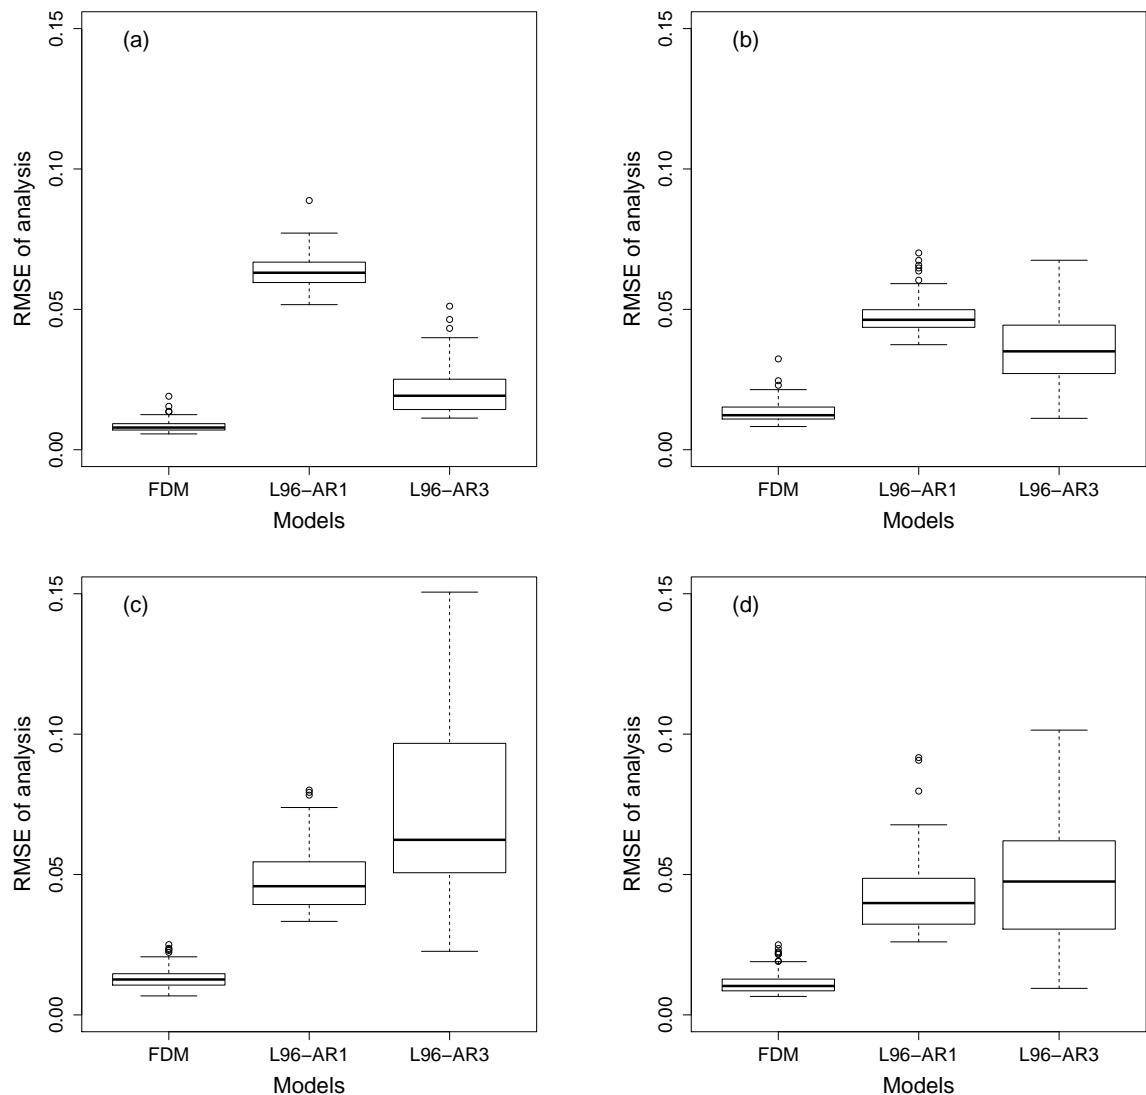 (a)
RMSE of analysis
0.15
0.10
0.05
0.00
FDM L96−AR1 L96−AR3
Models
(b)
RMSE of analysis
0.15
0.10
0.05
0.00
FDM L96−AR1 L96−AR3
Models
(c)
RMSE of analysis
0.15
0.10
0.05
0.00
FDM L96−AR1 L96−AR3
Models
(d)
RMSE of analysis
0.15
0.10
0.05
0.00
FDM L96−AR1 L96−AR3
Models